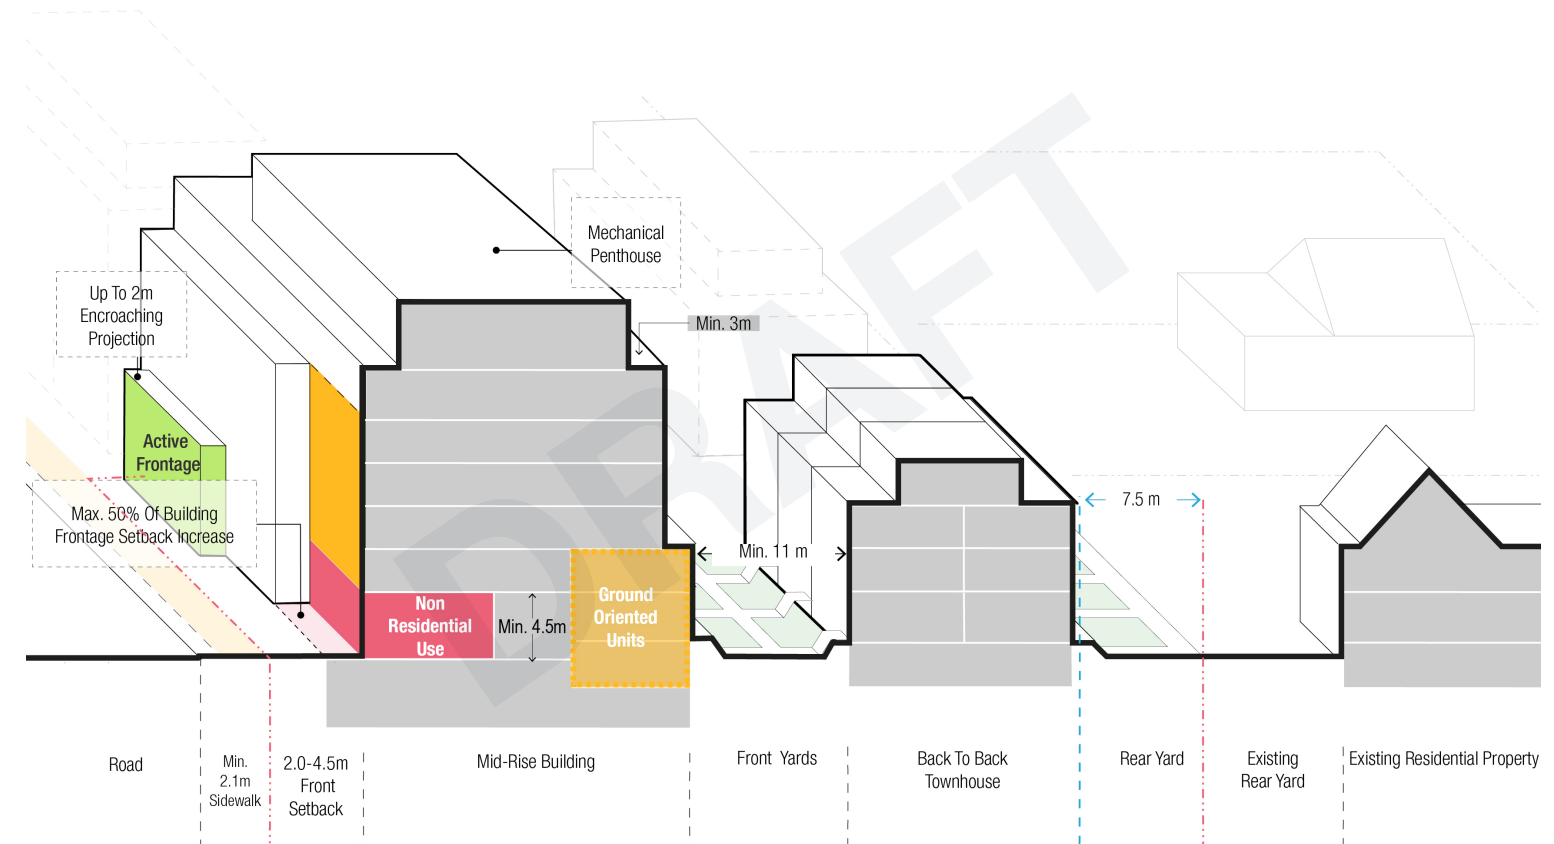 DRAFT
Mechanical
Penthouse
Up To 2m
Encroaching
Projection
Min. 3m
Active
Frontage
Max. 50% Of Building
Frontage Setback Increase
7.5 m
Min. 11 m
Non
Residential
Use
Min. 4.5m
Ground
Oriented
Units
Road
Min.
2.1m
Sidewalk
2.0-4.5m
Front
Setback
Mid-Rise Building
Front Yards
Back To Back
Townhouse
Rear Yard
Existing
Rear Yard
Existing Residential Property